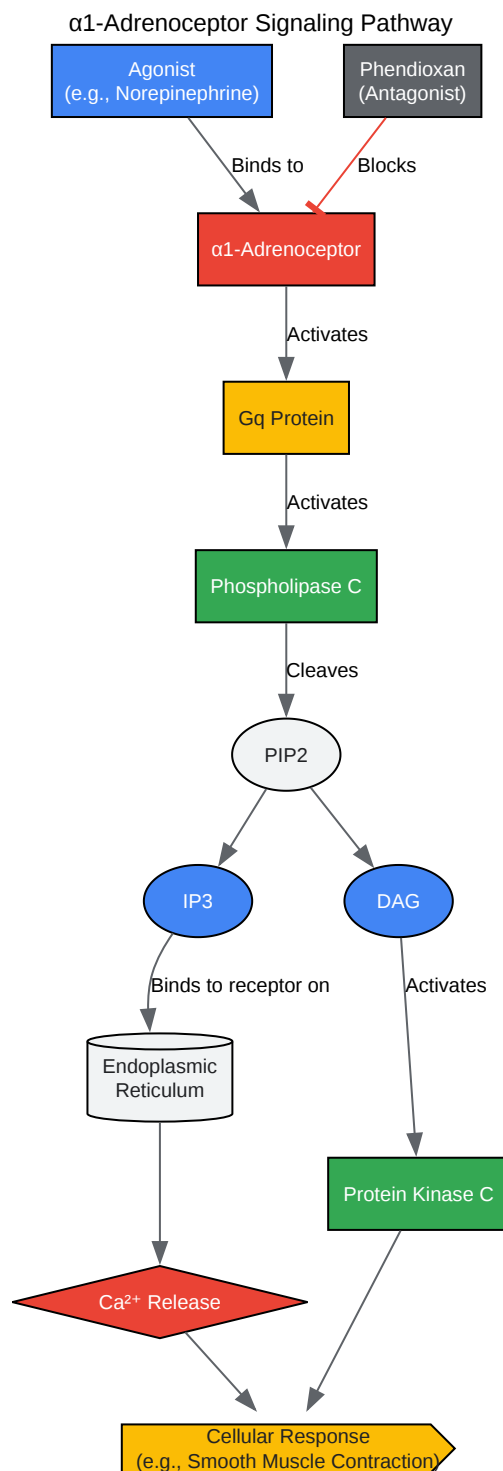 α1-Adrenoceptor Signaling Pathway
Agonist
(e.g., Norepinephrine)
Phendioxan
(Antagonist)
Binds to
Blocks
α1-Adrenoceptor
Activates
Gq Protein
Activates
Phospholipase C
Cleaves
PIP2
IP3
DAG
Binds to receptor on
Activates
Endoplasmic
Reticulum
Protein Kinase C
Ca²⁺ Release
Cellular Response
(e.g., Smooth Muscle Contraction)